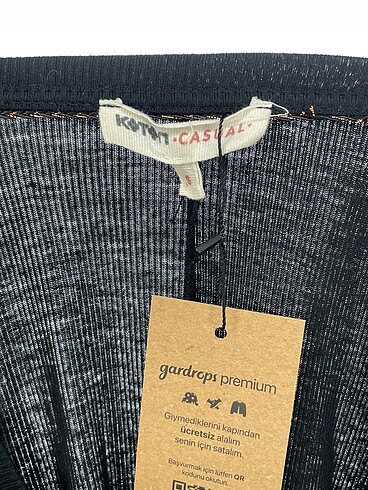 KOTON •CASUAL•
S
gardrops premium
Giymediklerini kapından
ücretsiz alalım
senin için satalım.
Başvurmak için lütfen QR
kodunu okutun.